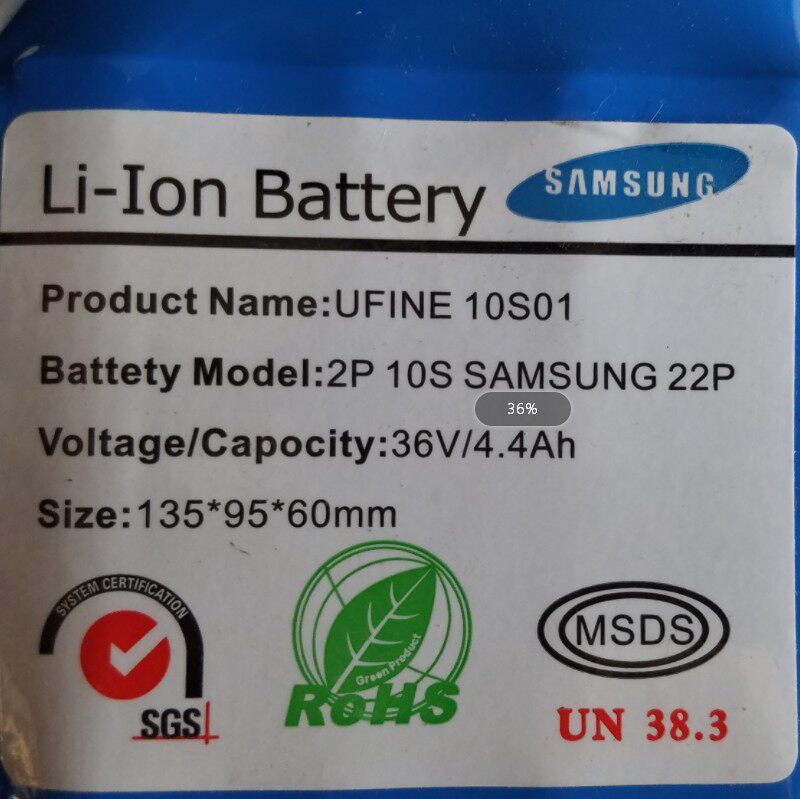 Li-Ion Battery SAMSUNG
Product Name:UFINE 10S01
Battety Model:2P 10S SAMSUNG 22P
36%
Voltage/Capocity:36V/4.4Ah
Size:135*95*60mm
SYSTEM CERTIFICATION
SGS
Green Product
RoHS
MSDS
UN 38.3